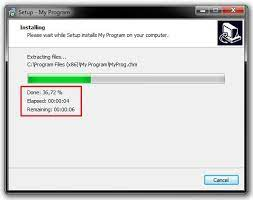 Setup - My Program
Installing
Please wait while Setup installs My Program on your computer.
Extracting files...
C:\Program Files (x86)\My Program\MyProg.chm
Done: 36,72 %
Elapsed: 00:00:04
Remaining: 00:00:06
Cancel